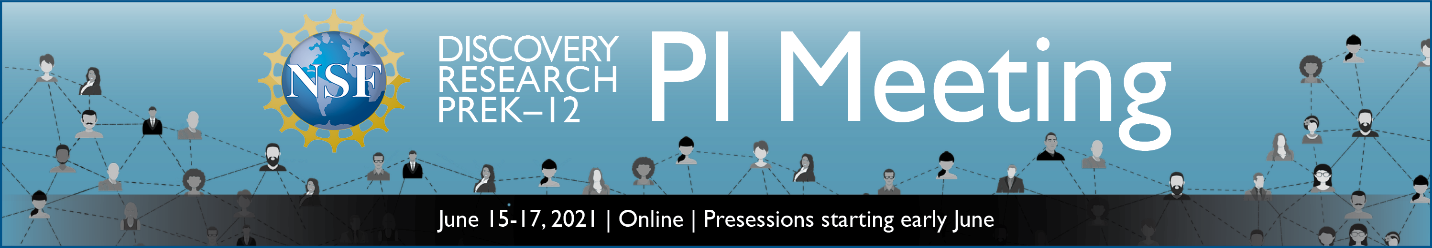 NSF
DISCOVERY
RESEARCH
PREK–12
PI Meeting
June 15-17, 2021 | Online | Presessions starting early June